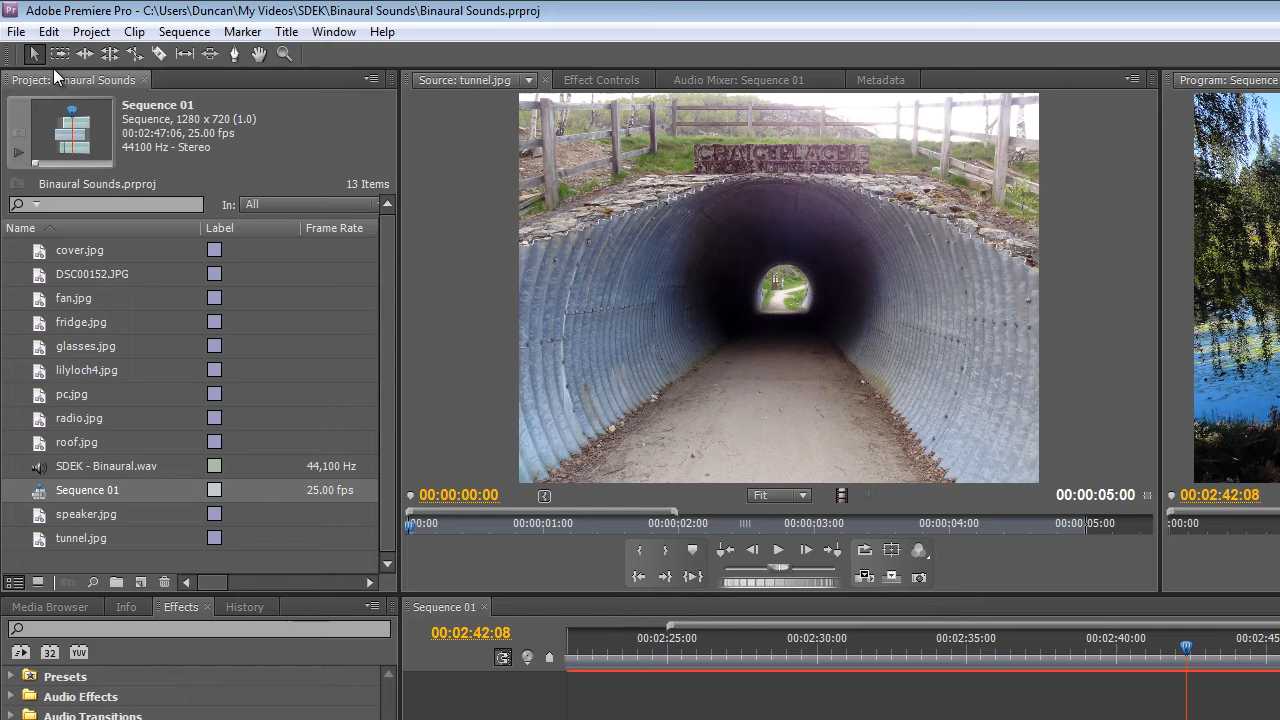 Adobe Premiere Pro - C:\Users\Duncan\My Videos\SDEK\Binaural Sounds\Binaural Sounds.prproj
File Edit Project Clip Sequence Marker Title Window Help
Project: Binaural Sounds
Source: tunnel.jpg
Effect Controls
Audio Mixer: Sequence 01
Metadata
Program: Sequence
Sequence 01
Sequence, 1280 x 720 (1.0)
00:02:47:06, 25.00 fps
44100 Hz - Stereo
Binaural Sounds.prproj
13 Items
In: All
Name Label Frame Rate
cover.jpg
DSC00152.JPG
fan.jpg
fridge.jpg
glasses.jpg
lilyloch4.jpg
pc.jpg
radio.jpg
roof.jpg
SDEK - Binaural.wav 44,100 Hz
Sequence 01 25.00 fps
speaker.jpg
tunnel.jpg
CRAIGELLACHIE
00:00:00:00
Fit
00:00:05:00
00:02:42:08
00:00 00:00:01:00 00:00:02:00 00:00:03:00 00:00:04:00 00:00:05:00
:00:00
Media Browser Info Effects History
32 YUV
Presets
Audio Effects
Audio Transitions
Sequence 01
00:02:42:08
00:02:25:00 00:02:30:00 00:02:35:00 00:02:40:00 00:02:45